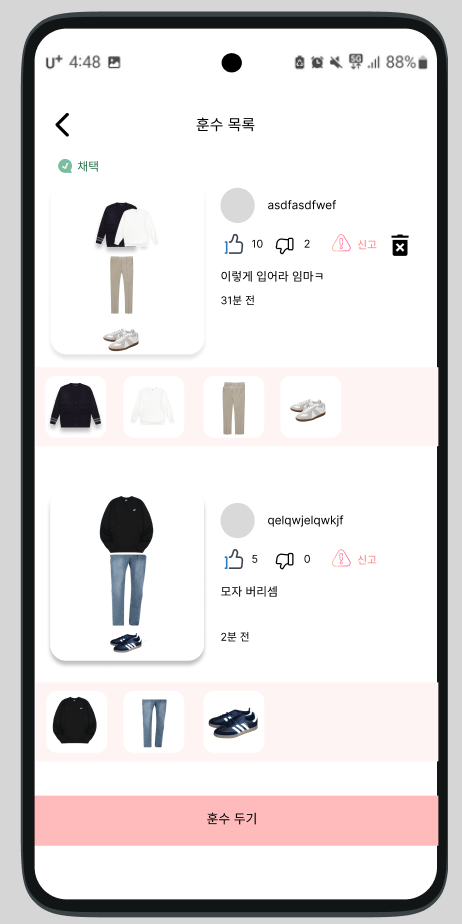 U+ 4:48 5G 88%
훈수 목록
채택
asdfasdfwef
10 2 신고
이렇게 입어라 임마ㅋ
31분 전
qelqwjelqwkjf
5 0 신고
모자 버리셈
2분 전
훈수 두기